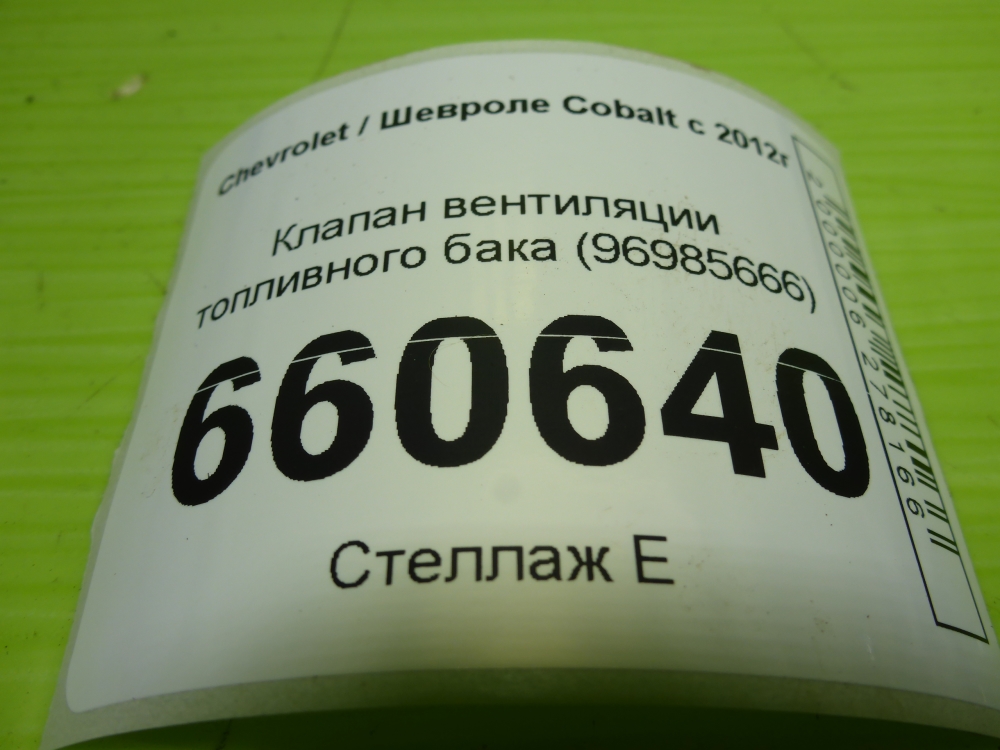 Chevrolet / Шевроле Cobalt с 2012г
Клапан вентиляции
топливного бака (96985666)
660640
Стеллаж Е